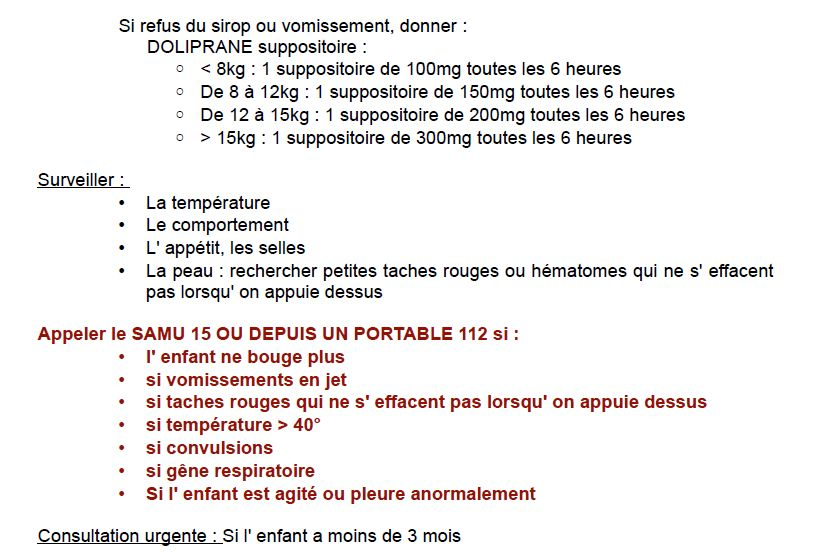 Si refus du sirop ou vomissement, donner :
DOLIPRANE suppositoire :
○ < 8kg : 1 suppositoire de 100mg toutes les 6 heures
○ De 8 à 12kg : 1 suppositoire de 150mg toutes les 6 heures
○ De 12 à 15kg : 1 suppositoire de 200mg toutes les 6 heures
○ > 15kg : 1 suppositoire de 300mg toutes les 6 heures
Surveiller :
• La température
• Le comportement
• L' appétit, les selles
• La peau : rechercher petites taches rouges ou hématomes qui ne s' effacent
pas lorsqu' on appuie dessus
Appeler le SAMU 15 OU DEPUIS UN PORTABLE 112 si :
• l' enfant ne bouge plus
• si vomissements en jet
• si taches rouges qui ne s' effacent pas lorsqu' on appuie dessus
• si température > 40°
• si convulsions
• si gêne respiratoire
• Si l' enfant est agité ou pleure anormalement
Consultation urgente : Si l' enfant a moins de 3 mois